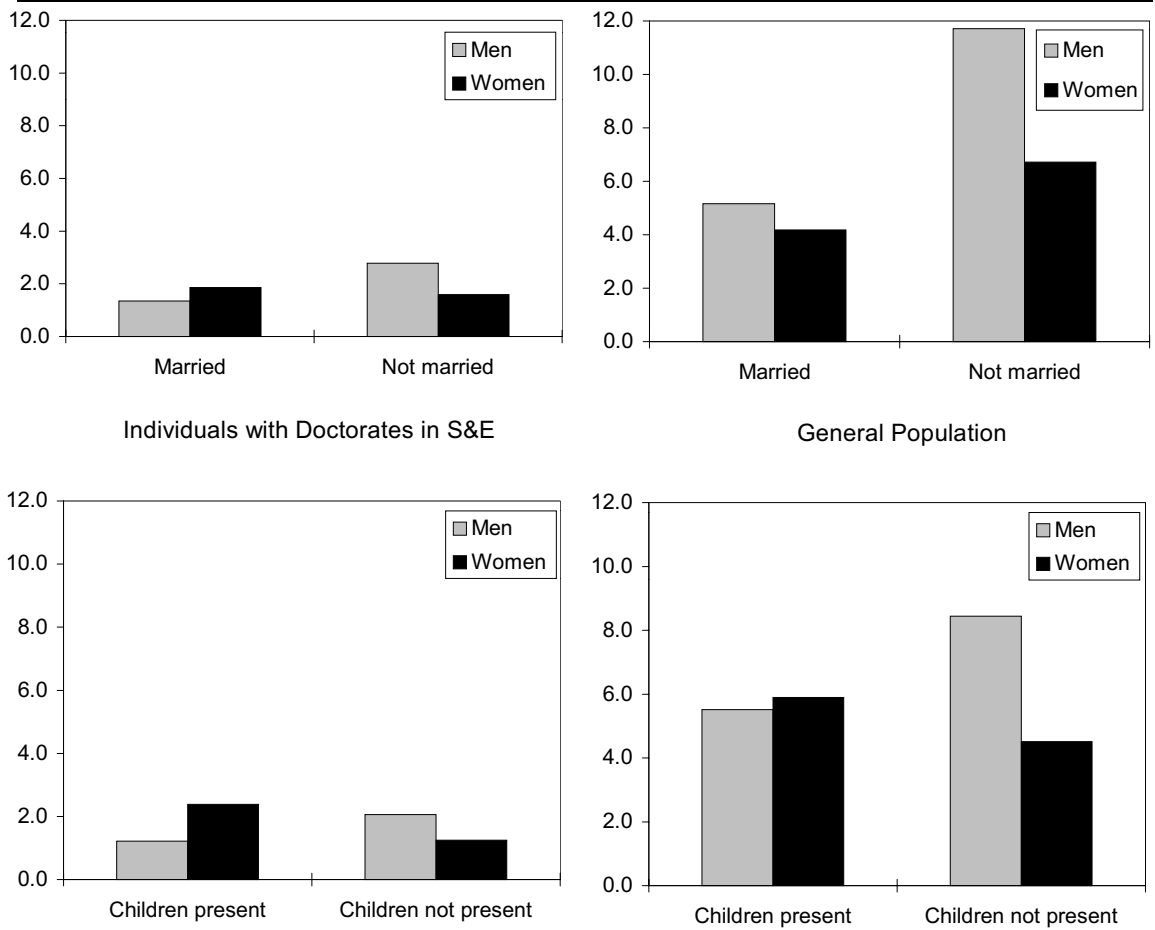 12.0
10.0
8.0
6.0
4.0
2.0
0.0
Men
Women
Married
Not married
Individuals with Doctorates in S&E
12.0
10.0
8.0
6.0
4.0
2.0
0.0
Men
Women
Married
Not married
General Population
12.0
10.0
8.0
6.0
4.0
2.0
0.0
Men
Women
Children present
Children not present
12.0
10.0
8.0
6.0
4.0
2.0
0.0
Men
Women
Children present
Children not present